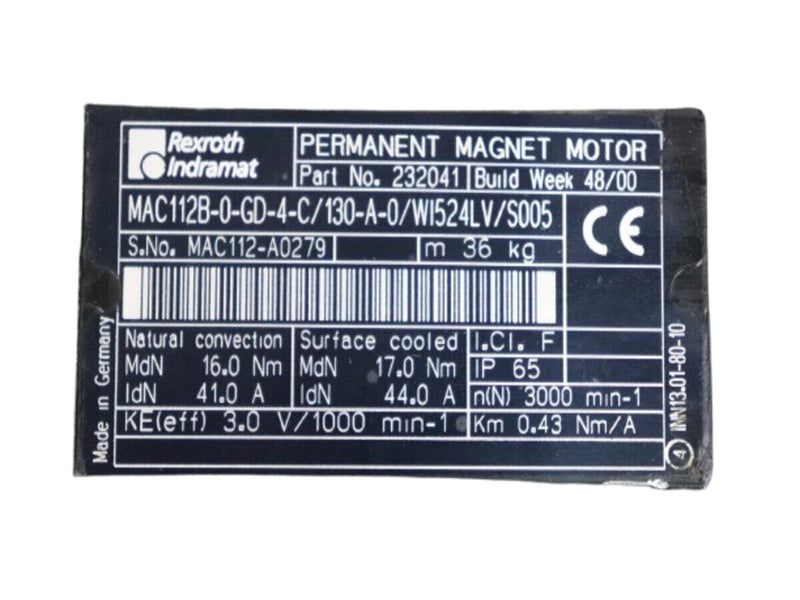 Rexroth
Indramat
PERMANENT MAGNET MOTOR
Part No. 232041 Build Week 48/00
MAC112B-0-GD-4-C/130-A-0/WI524LV/S005
CE
S.No. MAC112-A0279 m 36 kg
Natural convection Surface cooled I.Cl. F
MdN 16.0 Nm MdN 17.0 Nm IP 65
IdN 41.0 A IdN 44.0 A n(N) 3000 min-1
KE(eff) 3.0 V/1000 min-1 Km 0.43 Nm/A
Made in Germany
4 INN13.01-80-10